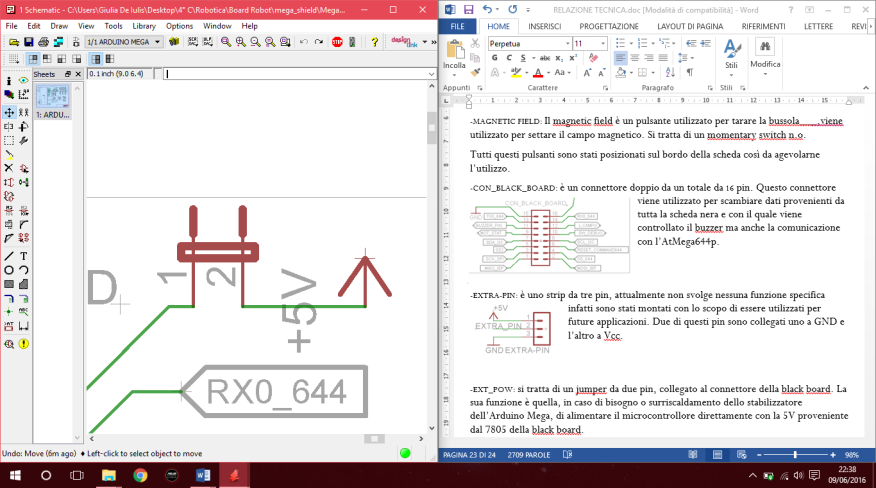 1 Schematic - C:\Users\Giulia De Iulis\Desktop\4° C\Robotica\Board Robot\mega_shield\Mega...
File Edit Draw View Tools Library Options Window Help
1/1 ARDUINO MEGA
design
link
Sheets
0.1 inch (9.0 6.4)
1: ARDU...
1
2
+5V
D
RX0_644
Undo: Move (6m ago) Left-click to select object to move
RELAZIONE TECNICA.doc [Modalità di compatibilità] - Word
FILE HOME INSERISCI PROGETTAZIONE LAYOUT DI PAGINA RIFERIMENTI LETTERE REVI
Perpetua 11
Incolla
G C S abc x₂ x²
Stili
Modifica
Appunti Carattere Paragrafo Stili
-MAGNETIC FIELD: Il magnetic field è un pulsante utilizzato per tarare la bussola ,viene
utilizzato per settare il campo magnetico. Si tratta di un momentary switch n.o.
Tutti questi pulsanti sono stati posizionati sul bordo della scheda così da agevolarne
l'utilizzo.
-CON_BLACK_BOARD: è un connettore doppio da un totale da 16 pin. Questo connettore
viene utilizzato per scambiare dati provenienti da
tutta la scheda nera e con il quale viene
controllato il buzzer ma anche la comunicazione
con l'AtMega644p.
CON_BLACK_BOARD
GND
-EXTRA-PIN: è uno strip da tre pin, attualmente non svolge nessuna funzione specifica
infatti sono stati montati con lo scopo di essere utilizzati per
future applicazioni. Due di questi pin sono collegati uno a GND e
l'altro a Vcc.
+5V
1
EXTRA_PIN 2
3
GND EXTRA-PIN
-EXT_POW: si tratta di un jumper da due pin, collegato al connettore della black board. La
sua funzione è quella, in caso di bisogno o surriscaldamento dello stabilizzatore
dell'Arduino Mega, di alimentare il microcontrollore direttamente con la 5V proveniente
dal 7805 della black board.
PAGINA 23 DI 24 2709 PAROLE 98%
22:38
09/06/2016